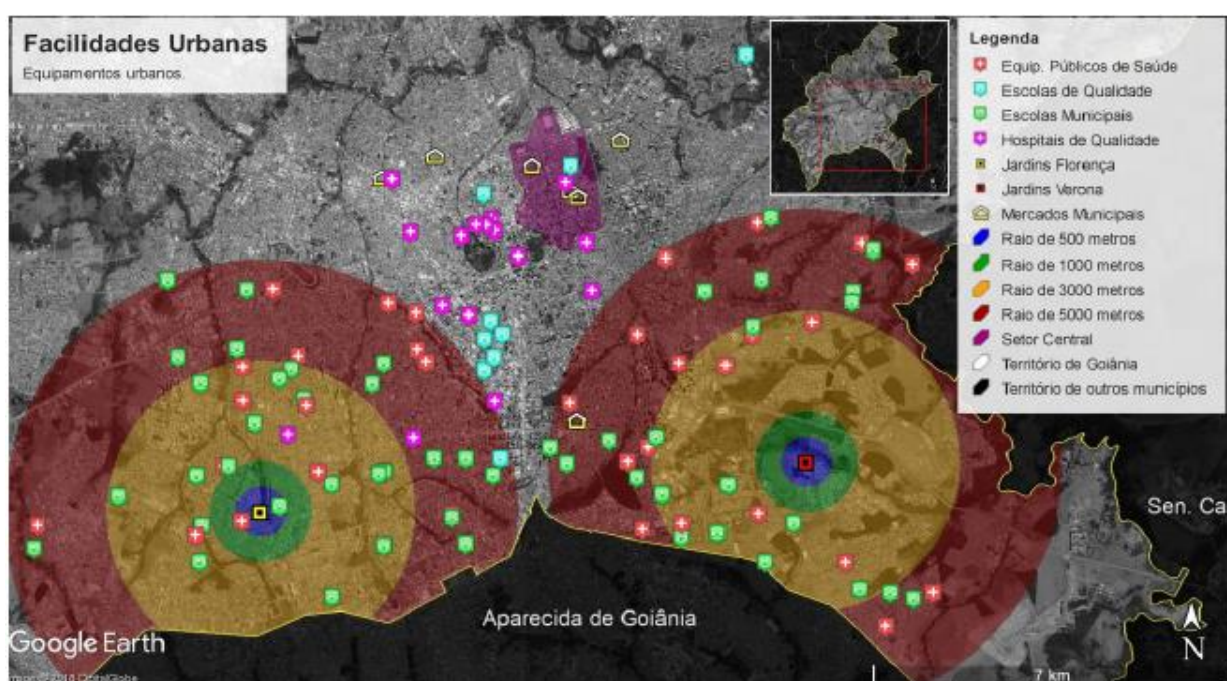 Facilidades Urbanas
Equipamentos urbanos.
Legenda
Equip. Públicos de Saúde
Escolas de Qualidade
Escolas Municipais
Hospitais de Qualidade
Jardins Florença
Jardins Verona
Mercados Municipais
Raio de 500 metros
Raio de 1000 metros
Raio de 3000 metros
Raio de 5000 metros
Setor Central
Território de Goiânia
Território de outros municípios
Sen. Ca
Aparecida de Goiânia
Google Earth
N
DigitalGlobe
7 km